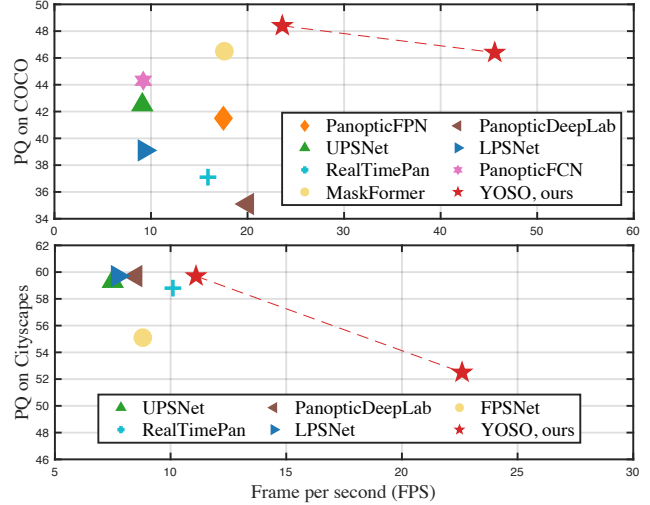 PQ on COCO
50
48
46
44
42
40
38
36
34
PanopticFPN PanopticDeepLab
UPSNet LPSNet
RealTimePan PanopticFCN
MaskFormer YOSO, ours
0 10 20 30 40 50 60
PQ on Cityscapes
62
60
58
56
54
52
50
48
46
UPSNet PanopticDeepLab FPSNet
RealTimePan LPSNet YOSO, ours
5 10 15 20 25 30
Frame per second (FPS)